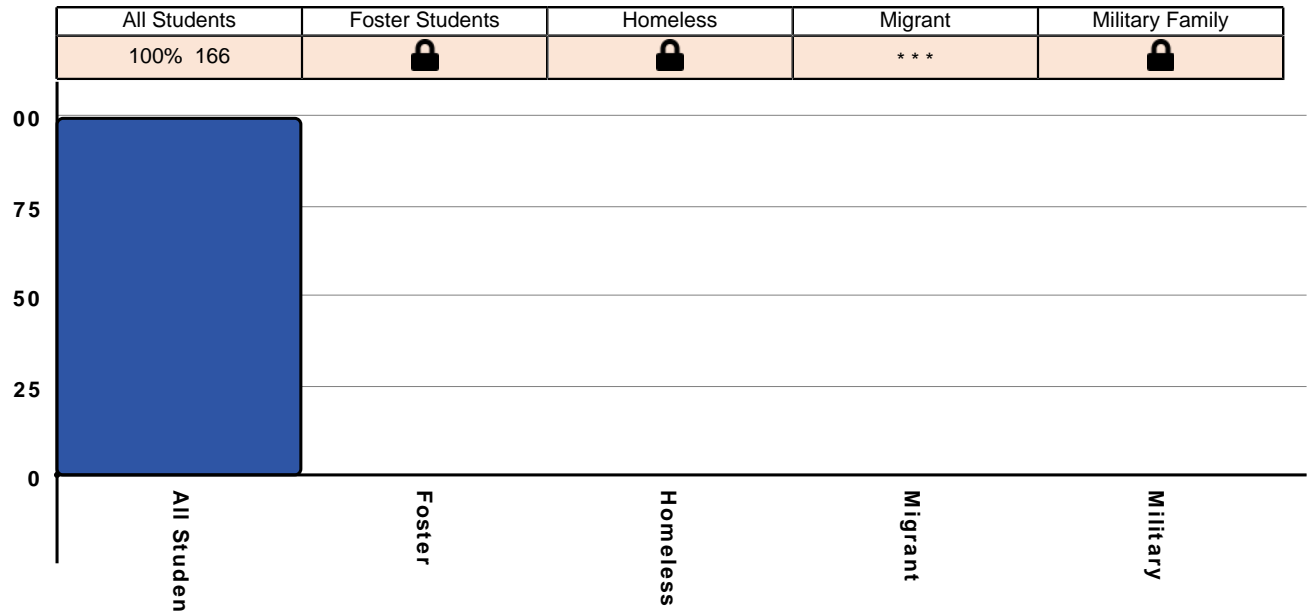 All Students Foster Students Homeless Migrant Military Family
100% 166 * * *
00
75
50
25
0
All Studen
Foster
Homeless
Migrant
Military